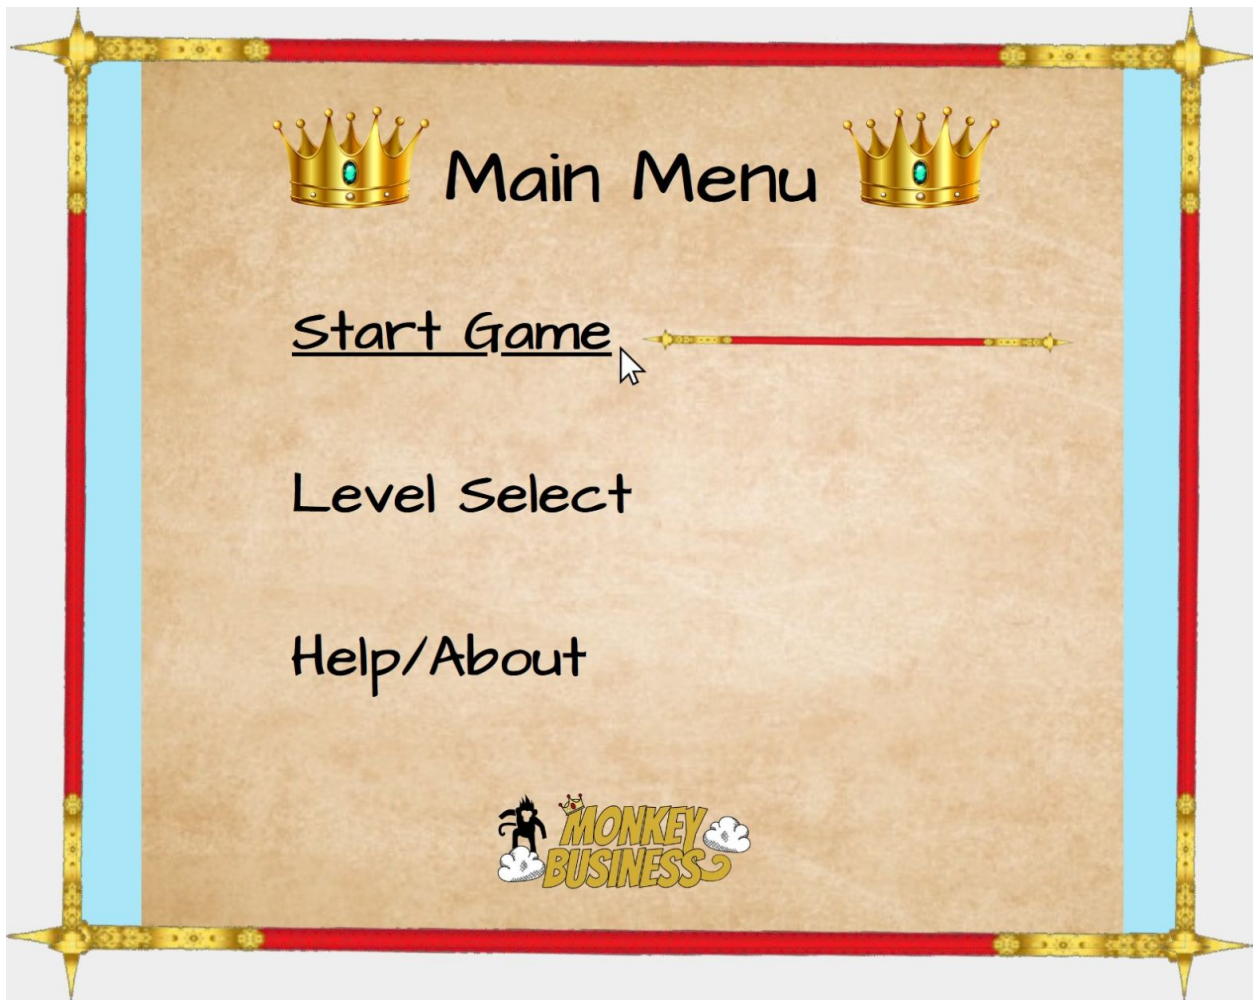 Main Menu
Start Game
Level Select
Help/About
MONKEY
BUSINESS